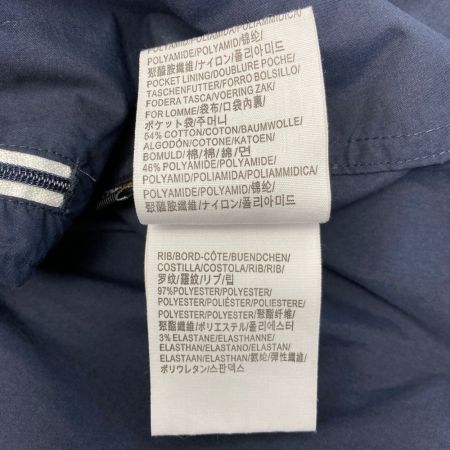 POLYAMID/POLIAMID/POLIAMMIDICA/
POLYAMIDE/POLYAMID/锦纶/
聚醯胺纖維/ナイロン/폴리아미드
POCKET LINING/DOUBLURE POCHE/
TASCHENFUTTER/FORRO BOLSILLO/
FODERA TASCA/VOERING ZAK/
FOR LOMME/袋布/口袋內裏/
ポケット袋/주머니
54% COTTON/COTON/BAUMWOLLE/
ALGODÓN/COTONE/KATOEN/
BOMULD/棉/棉/綿/면
46% POLYAMIDE/POLYAMIDE/
POLYAMID/POLIAMID/POLIAMMIDICA/
POLYAMIDE/POLYAMID/锦纶/
聚醯胺纖維/ナイロン/폴리아미드
RIB/BORD-CÔTE/BUENDCHEN/
COSTILLA/COSTOLA/RIB/RIB/
罗纹/羅紋/リブ/립
97% POLYESTER/POLYESTER/
POLYESTER/POLIÉSTER/POLIESTERE/
POLYESTER/POLYESTER/聚酯纤维/
聚酯纖維/ポリエステル/폴리에스터
3% ELASTANE/ELASTHANNE/
ELASTHAN/ELASTANO/ELASTAN/
ELASTAAN/ELASTHAN/氨纶/彈性纖維/
ポリウレタン/스판덱스